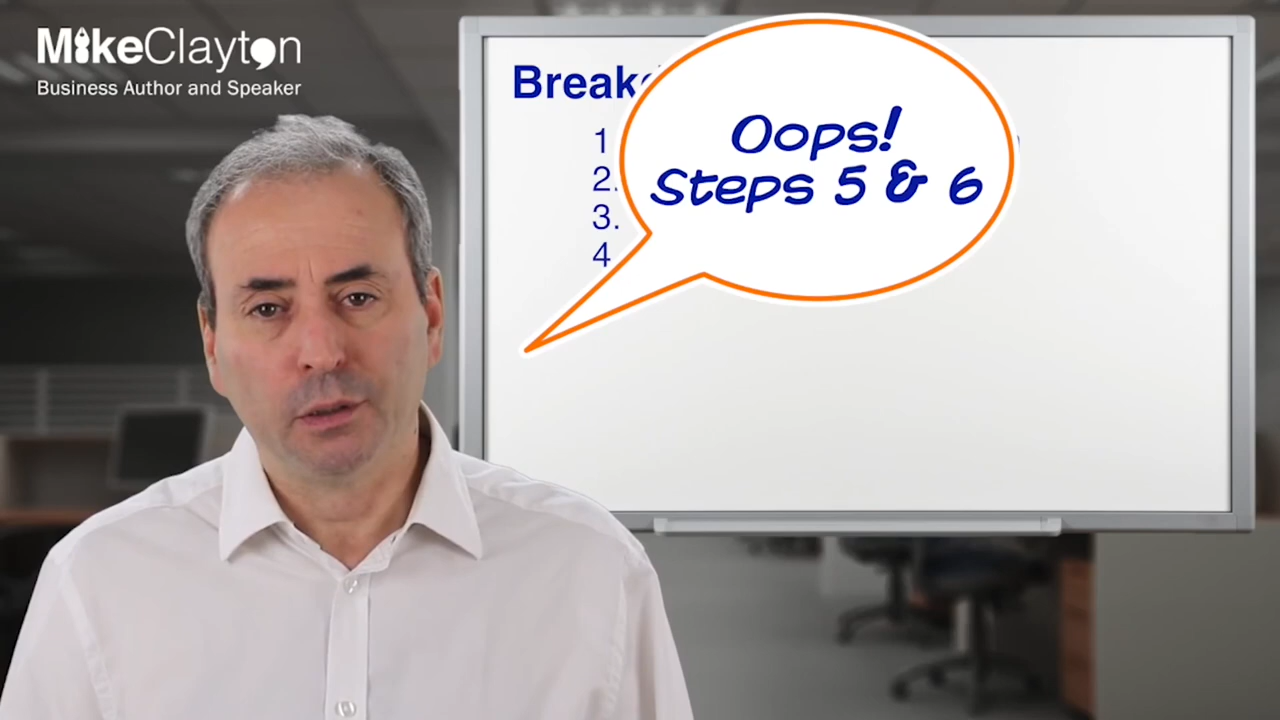 MikeClayton
Business Author and Speaker
Oops!
Steps 5 & 6
1
2.
3.
4